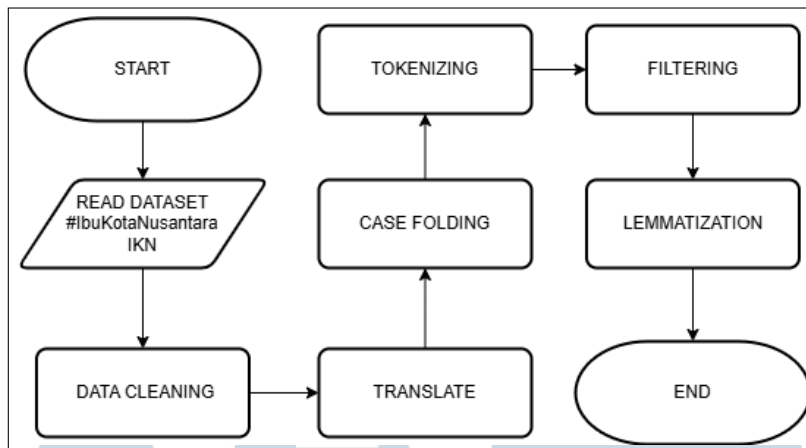 START
READ DATASET
#IbuKotaNusantara
IKN
DATA CLEANING
TRANSLATE
CASE FOLDING
TOKENIZING
FILTERING
LEMMATIZATION
END